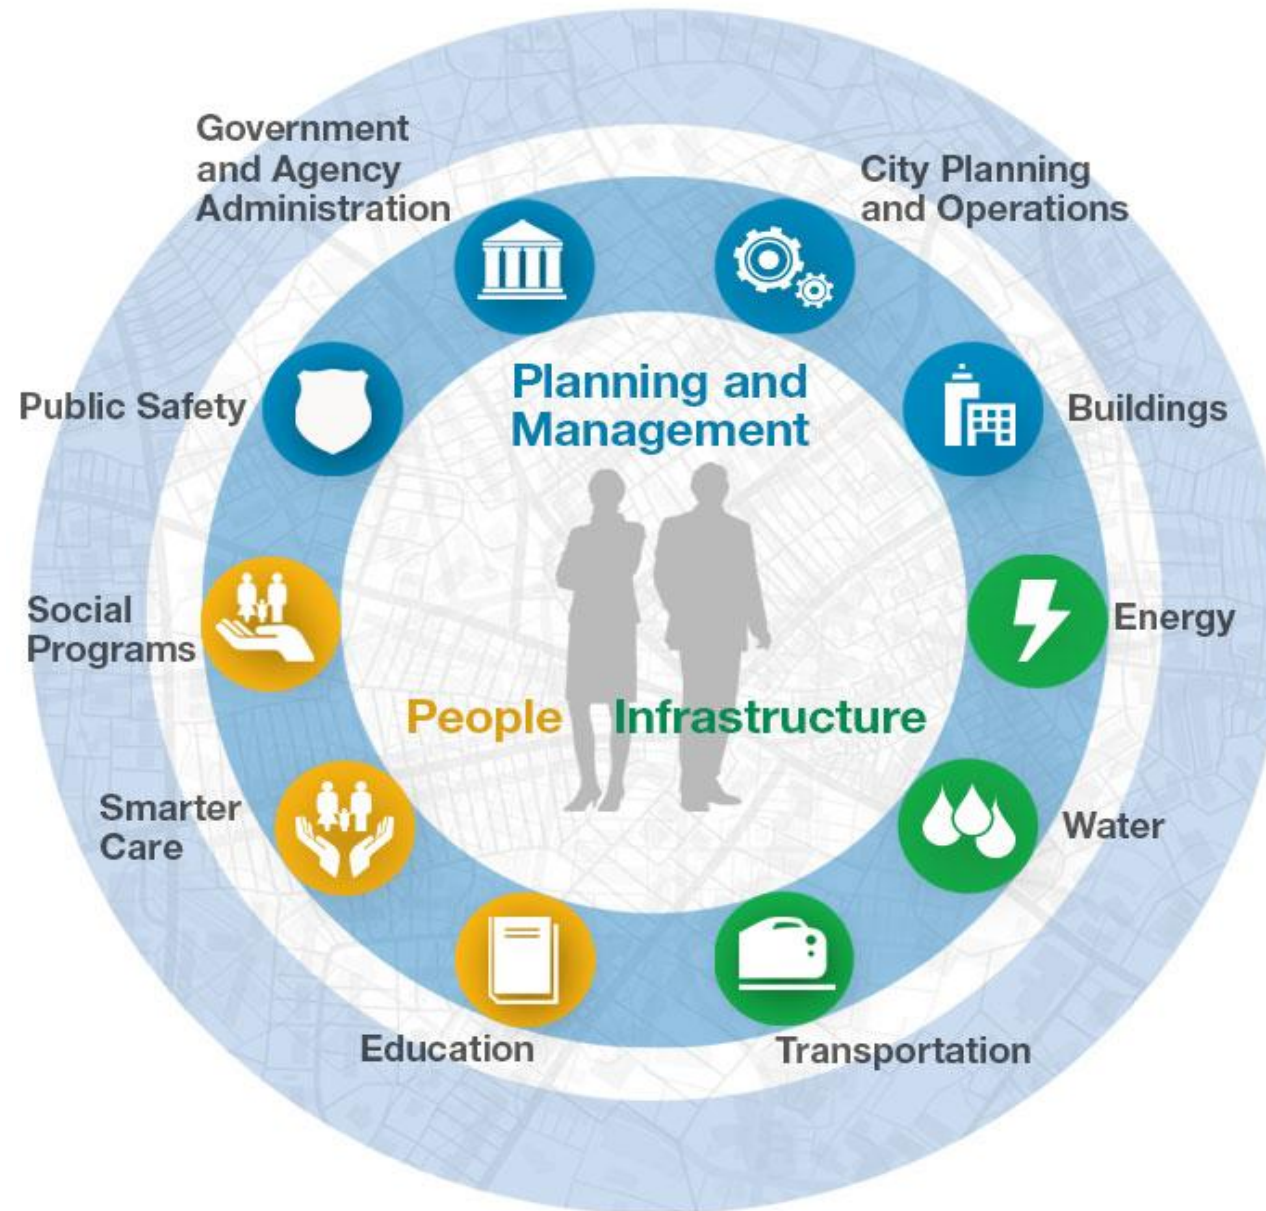 Government
and Agency
Administration
City Planning
and Operations
Public Safety
Planning and
Management
Buildings
Social
Programs
Energy
People
Infrastructure
Smarter
Care
Water
Education
Transportation